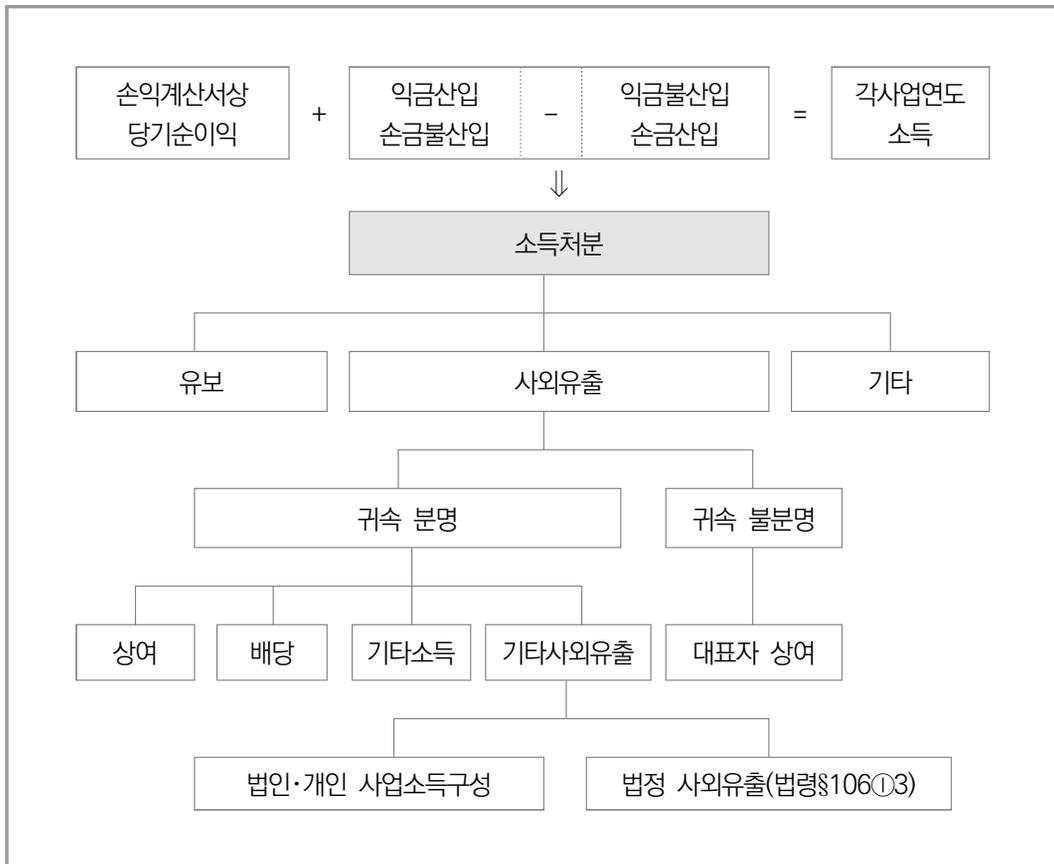 손익계산서상
당기순이익
+
익금산입
손금불산입
−
익금불산입
손금산입
=
각사업연도
소득
⇓
소득처분
유보
사외유출
기타
귀속 분명
귀속 불분명
상여
배당
기타소득
기타사외유출
대표자 상여
법인·개인 사업소득구성
법정 사외유출(법령§106①3)